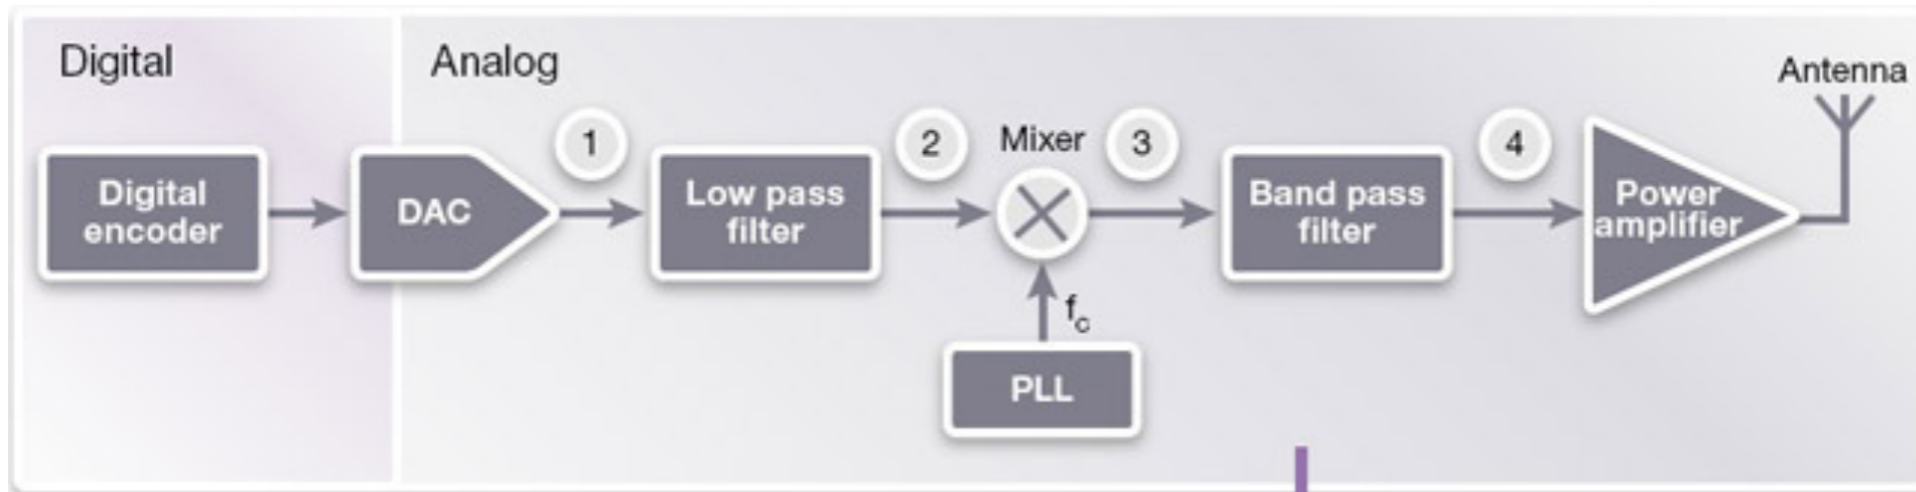 Digital
Analog
Antenna
1
2
Mixer
3
4
Digital
encoder
DAC
Low pass
filter
Band pass
filter
Power
amplifier
fc
PLL